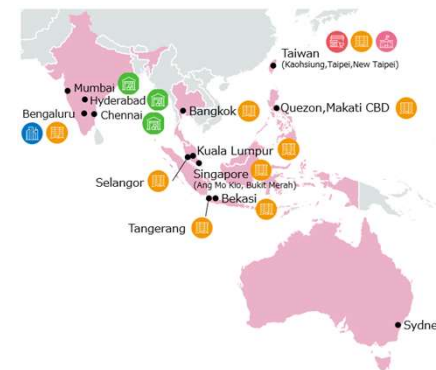 Taiwan
(Kaohsiung,Taipei,New Taipei)
Mumbai
Hyderabad
Bengaluru
Chennai
Bangkok
Quezon,Makati CBD
Kuala Lumpur
Selangor
Singapore
(Ang Mo Kio, Bukit Merah)
Bekasi
Tangerang
Sydne